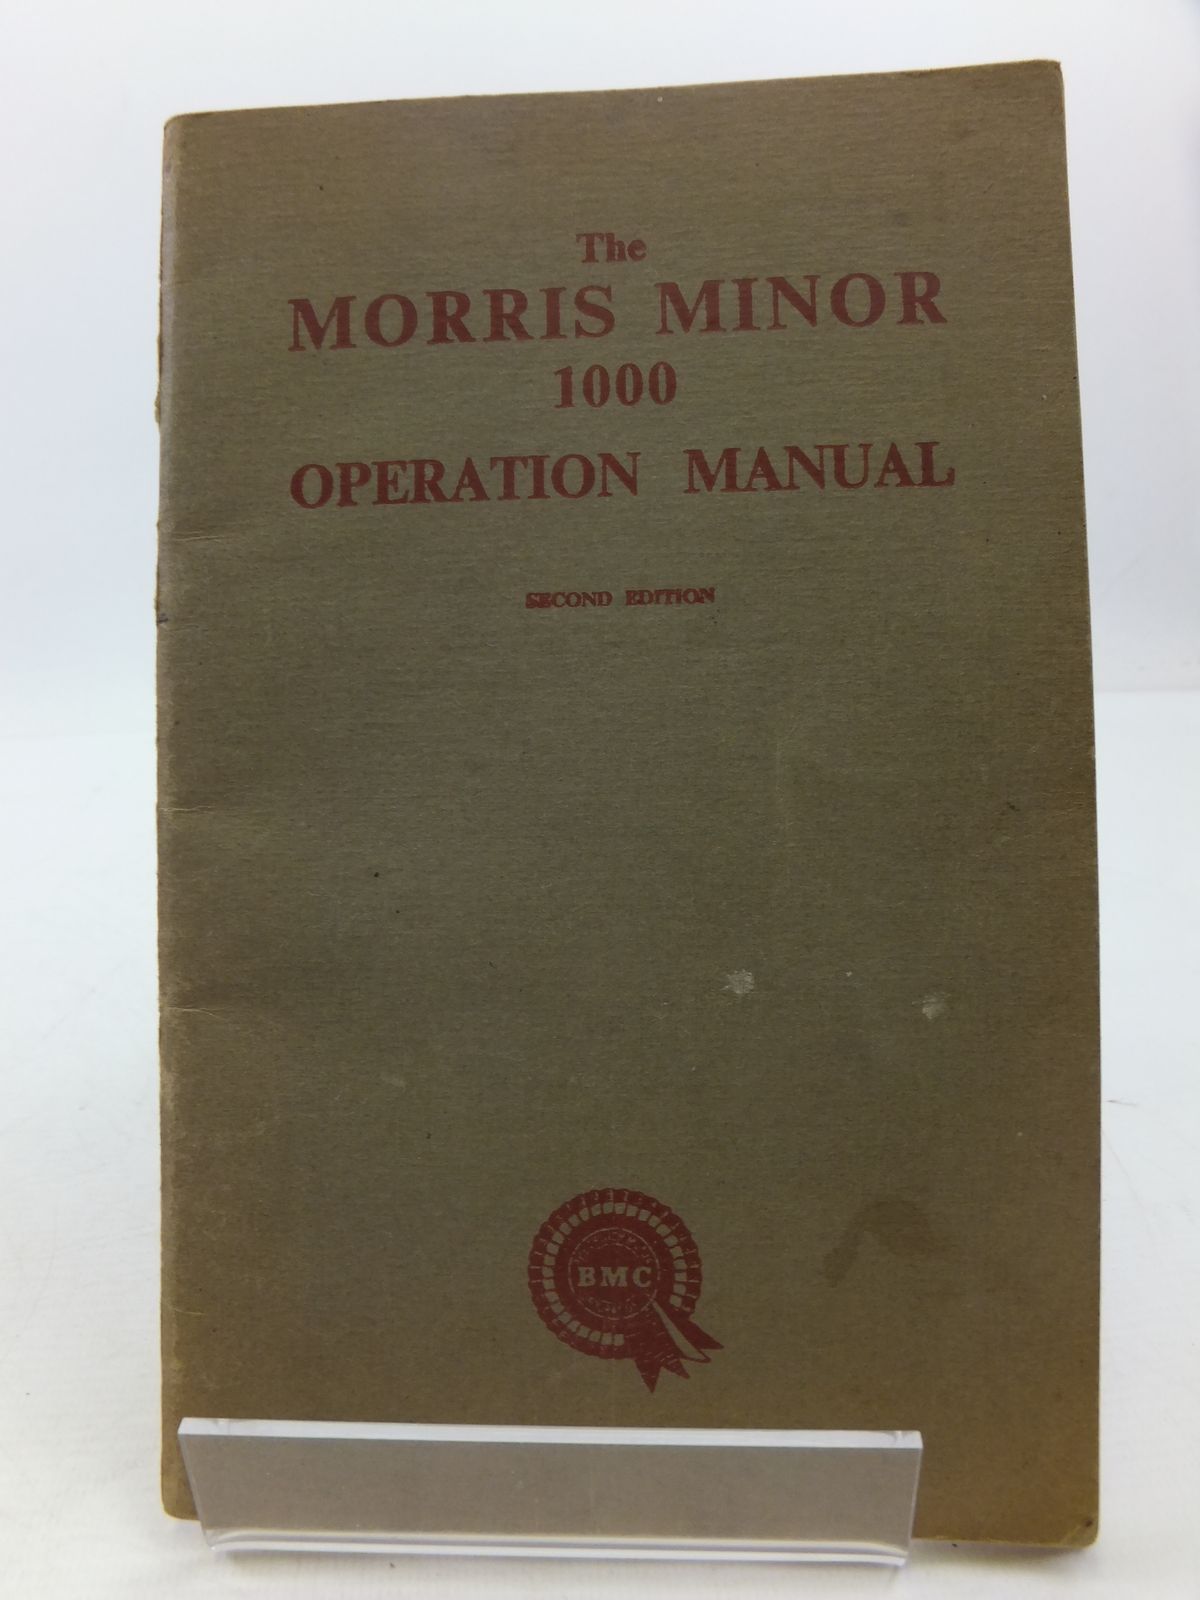 The
MORRIS MINOR
1000
OPERATION MANUAL
SECOND EDITION
BMC